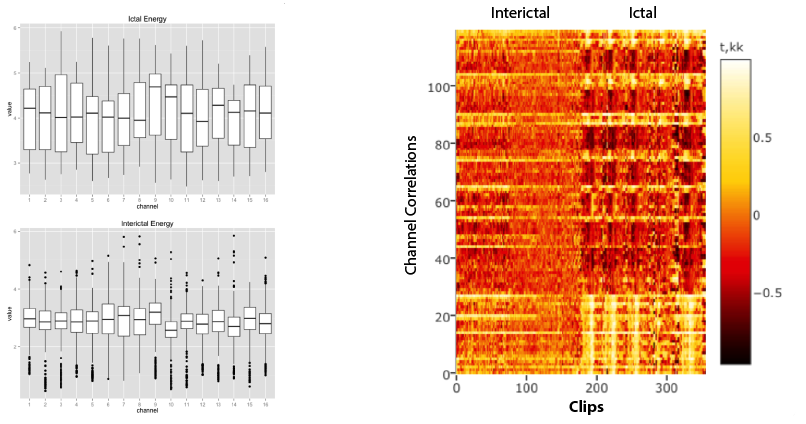 Ictal Energy
value
1 2 3 4 5 6 7 8 9 10 11 12 13 14 15 16
channel
Interictal Energy
value
1 2 3 4 5 6 7 8 9 10 11 12 13 14 15 16
channel
Interictal Ictal
t,kk
Channel Correlations
100
80
60
40
20
0
0 100 200 300
Clips
0.5
0
−0.5